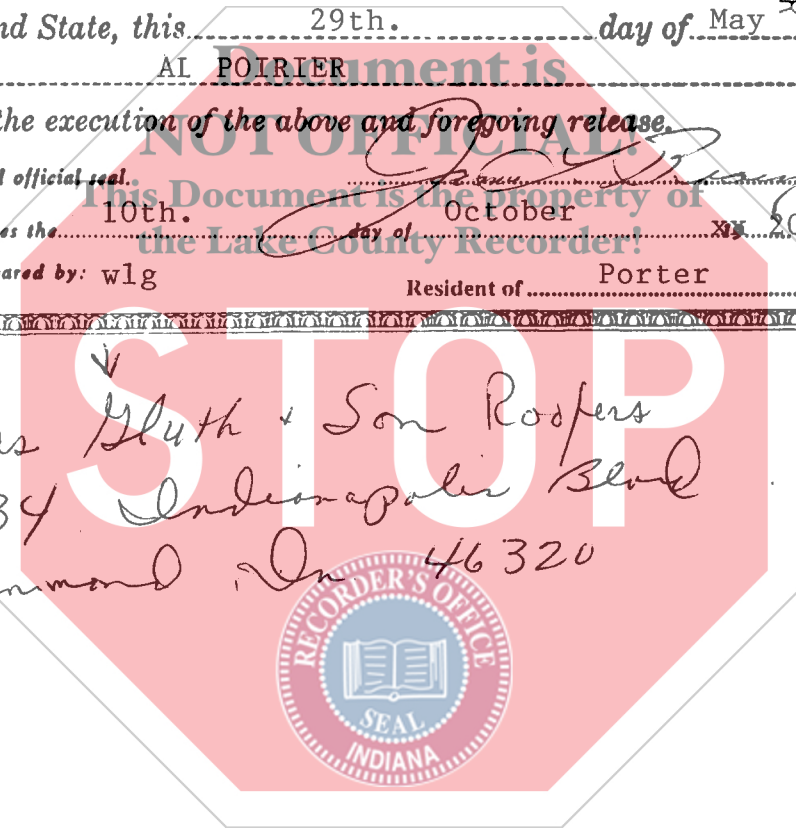 nd State, this 29th. day of May
AL POIRIER
Document is
the execution of the above and foregoing release.
NOT OFFICIAL!
official seal.
This Document is the property of
es the 10th. day of October 20
the Lake County Recorder!
ared by: wlg Resident of Porter
STOP
Gluth + Son Roofers
34 Indianapolis Blvd
mmond, In 46320
RECORDER'S OFFICE
SEAL
INDIANA